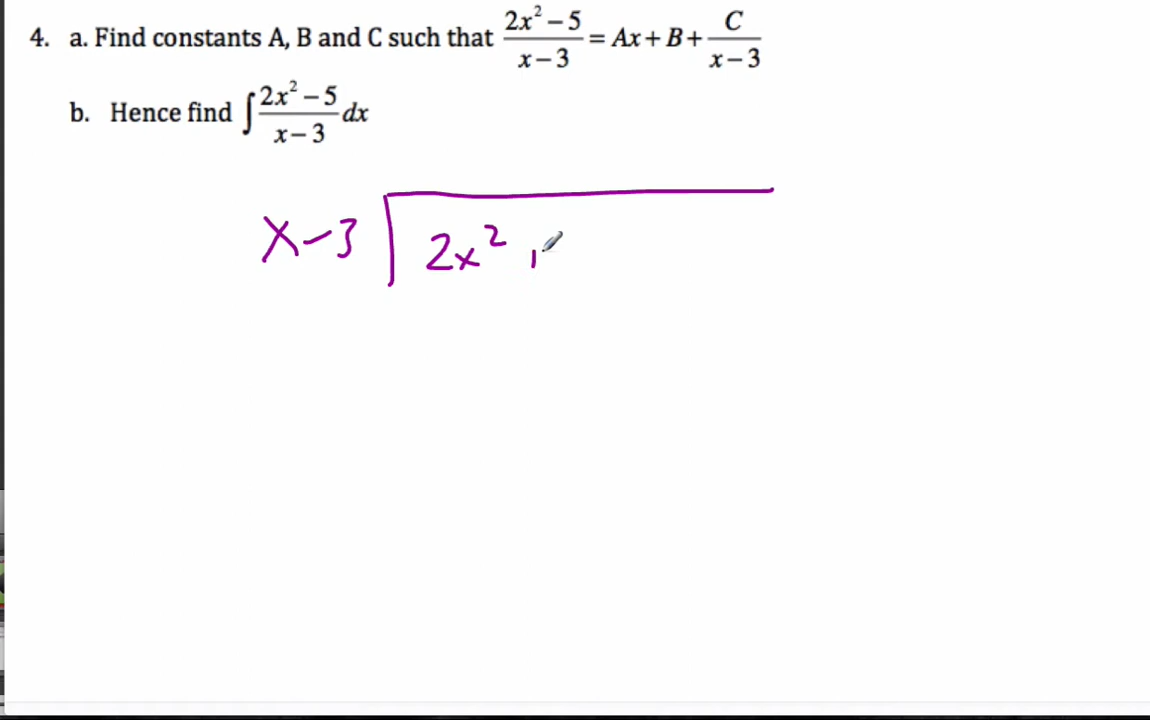 4. a. Find constants A, B and C such that (2x² – 5)/(x – 3) = Ax + B + C/(x – 3)
b. Hence find ∫ (2x² – 5)/(x – 3) dx
x – 3 | 2x²